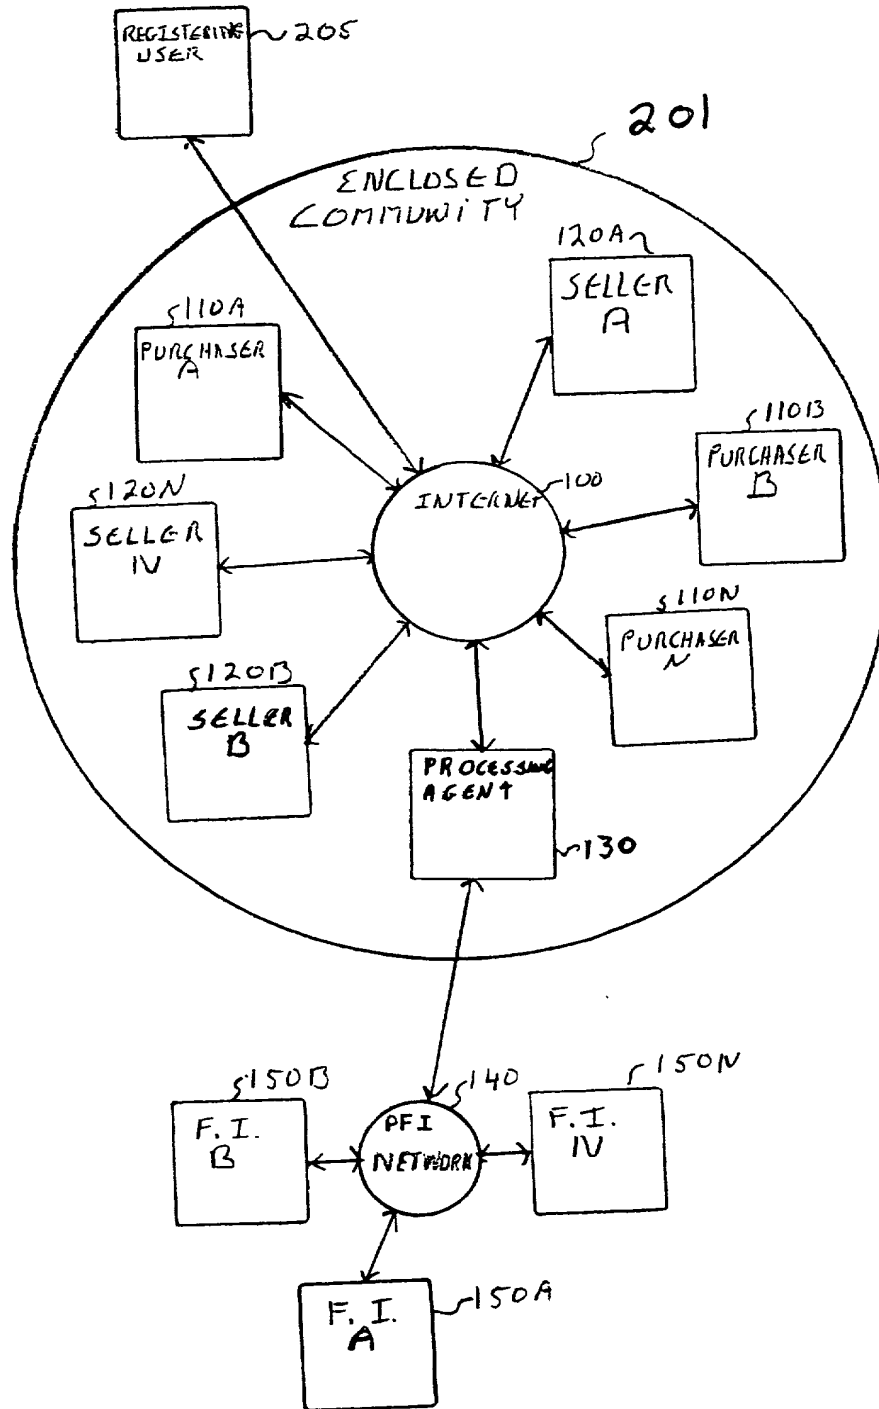 REGISTERING
USER
205
201
ENCLOSED
COMMUNITY
120A
SELLER
A
110A
PURCHASER
A
110B
PURCHASER
B
INTERNET
100
120N
SELLER
N
110N
PURCHASER
N
120B
SELLER
B
PROCESSING
AGENT
130
150B
F. I.
B
140
PFI
NETWORK
150N
F. I.
N
F. I.
A
150A